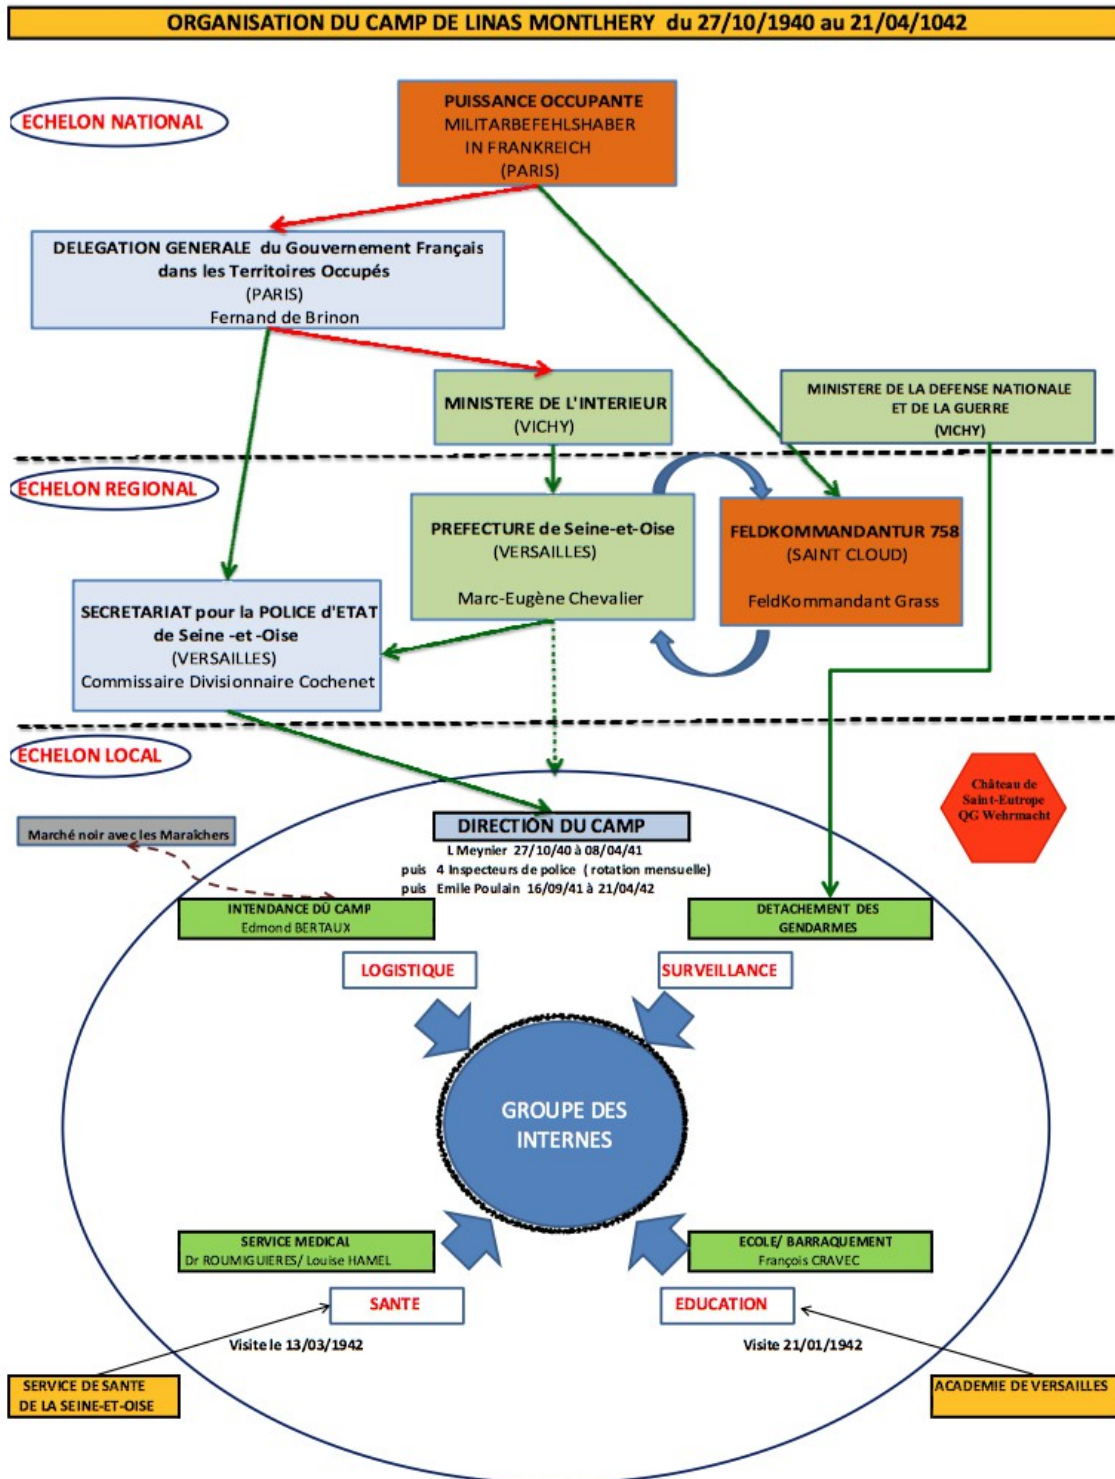 ORGANISATION DU CAMP DE LINAS MONTLHERY du 27/10/1940 au 21/04/1042
ECHELON NATIONAL
PUISSANCE OCCUPANTE
MILITARBEFEHLSHABER
IN FRANKREICH
(PARIS)
DELEGATION GENERALE du Gouvernement Français
dans les Territoires Occupés
(PARIS)
Fernand de Brinon
MINISTERE DE L'INTERIEUR
(VICHY)
MINISTERE DE LA DEFENSE NATIONALE
ET DE LA GUERRE
(VICHY)
ECHELON REGIONAL
PREFECTURE de Seine-et-Oise
(VERSAILLES)
Marc-Eugène Chevalier
FELDKOMMANDANTUR 758
(SAINT CLOUD)
FeldKommandant Grass
SECRETARIAT pour la POLICE d'ETAT
de Seine -et -Oise
(VERSAILLES)
Commissaire Divisionnaire Cochenet
ECHELON LOCAL
Château de
Saint-Eutrope
QG Wehrmacht
Marché noir avec les Maraîchers
DIRECTION DU CAMP
L Meynier 27/10/40 à 08/04/41
puis 4 Inspecteurs de police ( rotation mensuelle)
puis Emile Poulain 16/09/41 à 21/04/42
INTENDANCE DÛ CAMP
Edmond BERTAUX
DETACHEMENT DES
GENDARMES
LOGISTIQUE
SURVEILLANCE
GROUPE DES
INTERNES
SERVICE MEDICAL
Dr ROUMIGUIERES/ Louise HAMEL
ECOLE/ BARRAQUEMENT
François CRAVEC
SANTE
EDUCATION
Visite le 13/03/1942
Visite 21/01/1942
SERVICE DE SANTE
DE LA SEINE-ET-OISE
ACADEMIE DE VERSAILLES